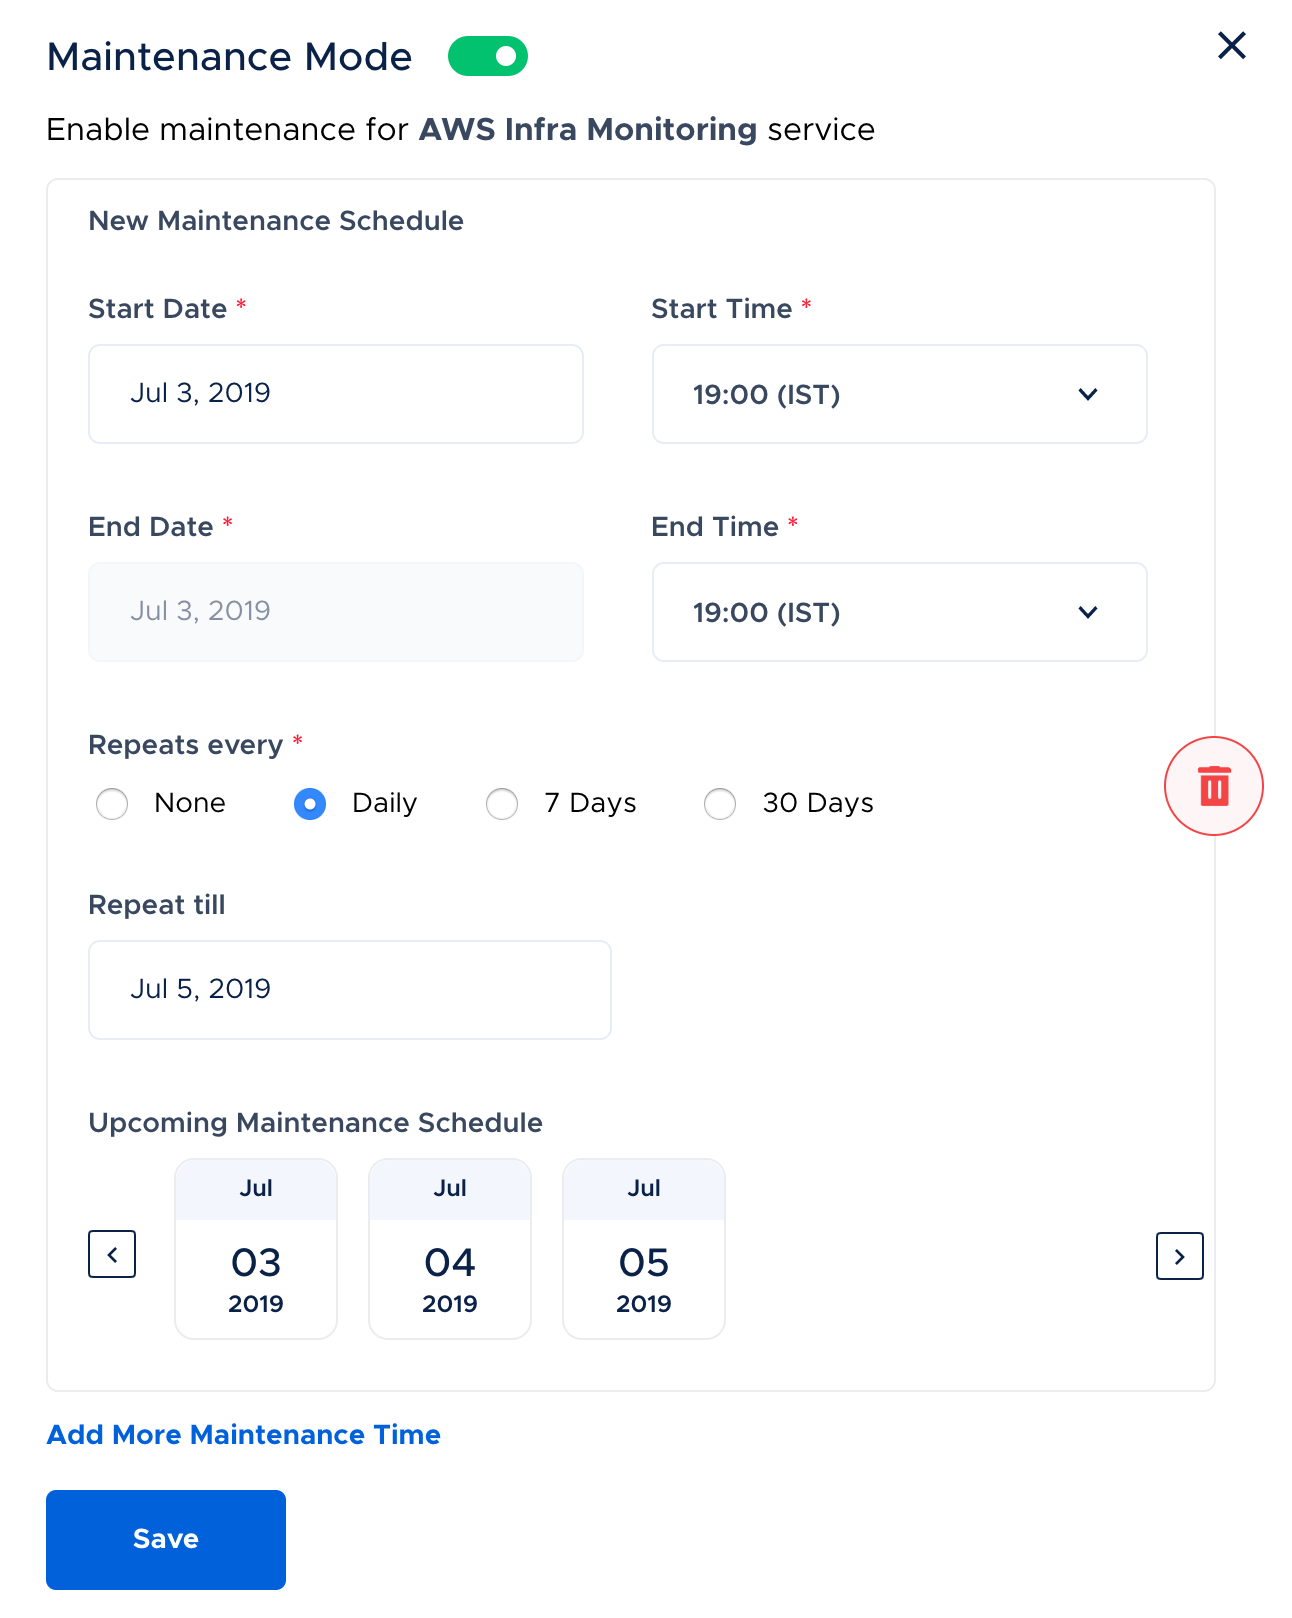 Maintenance Mode
Enable maintenance for AWS Infra Monitoring service
New Maintenance Schedule
Start Date *
Start Time *
Jul 3, 2019
19:00 (IST)
End Date *
End Time *
Jul 3, 2019
19:00 (IST)
Repeats every *
None Daily 7 Days 30 Days
Repeat till
Jul 5, 2019
Upcoming Maintenance Schedule
Jul
03
2019
Jul
04
2019
Jul
05
2019
Add More Maintenance Time
Save